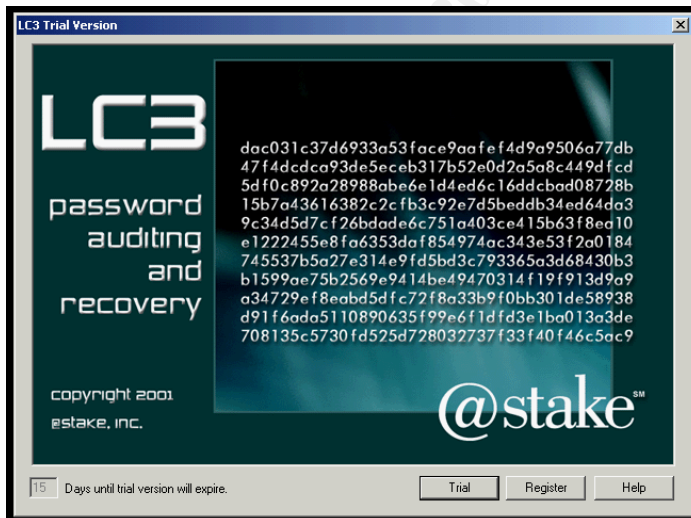 LC3 Trial Version
LC3
password
auditing
and
recovery
dac031c37d6933a53face9aafef4d9a9506a77db
47f4dcdca93de5eceb317b52e0d2a5a8c449dfcd
5df0c892a28988abe6e1d4ed6c16ddcbad08728b
15b7a43616382c2cfb3c92e7d5beddb34ed64da3
9c34d5d7cf26bdade6c751a403ce415b63f8ea10
e1222455e8fa6353daf854974ac343e53f2a0184
745537b5a27e314e9fd5bd3c793365a3d68430b3
b1599ae75b2569e9414be49470314f19f913d9a9
a34729ef8eabd5dfc72f8a33b9f0bb301de58938
d91f6ada5110890635f99e6f1dfd3e1ba013a3de
708135c5730fd525d728032737f33f40f46c5ac9
copyright 2001
@stake, inc.
@stake SM
15 Days until trial version will expire.
Trial
Register
Help